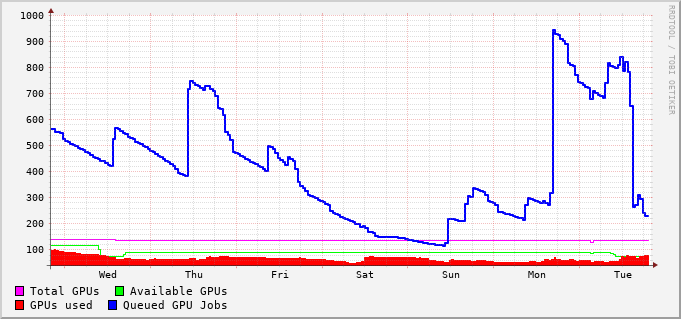 1000
900
800
700
600
500
400
300
200
100
Wed Thu Fri Sat Sun Mon Tue
Total GPUs Available GPUs
GPUs used Queued GPU Jobs
RRDTOOL / TOBI OETIKER